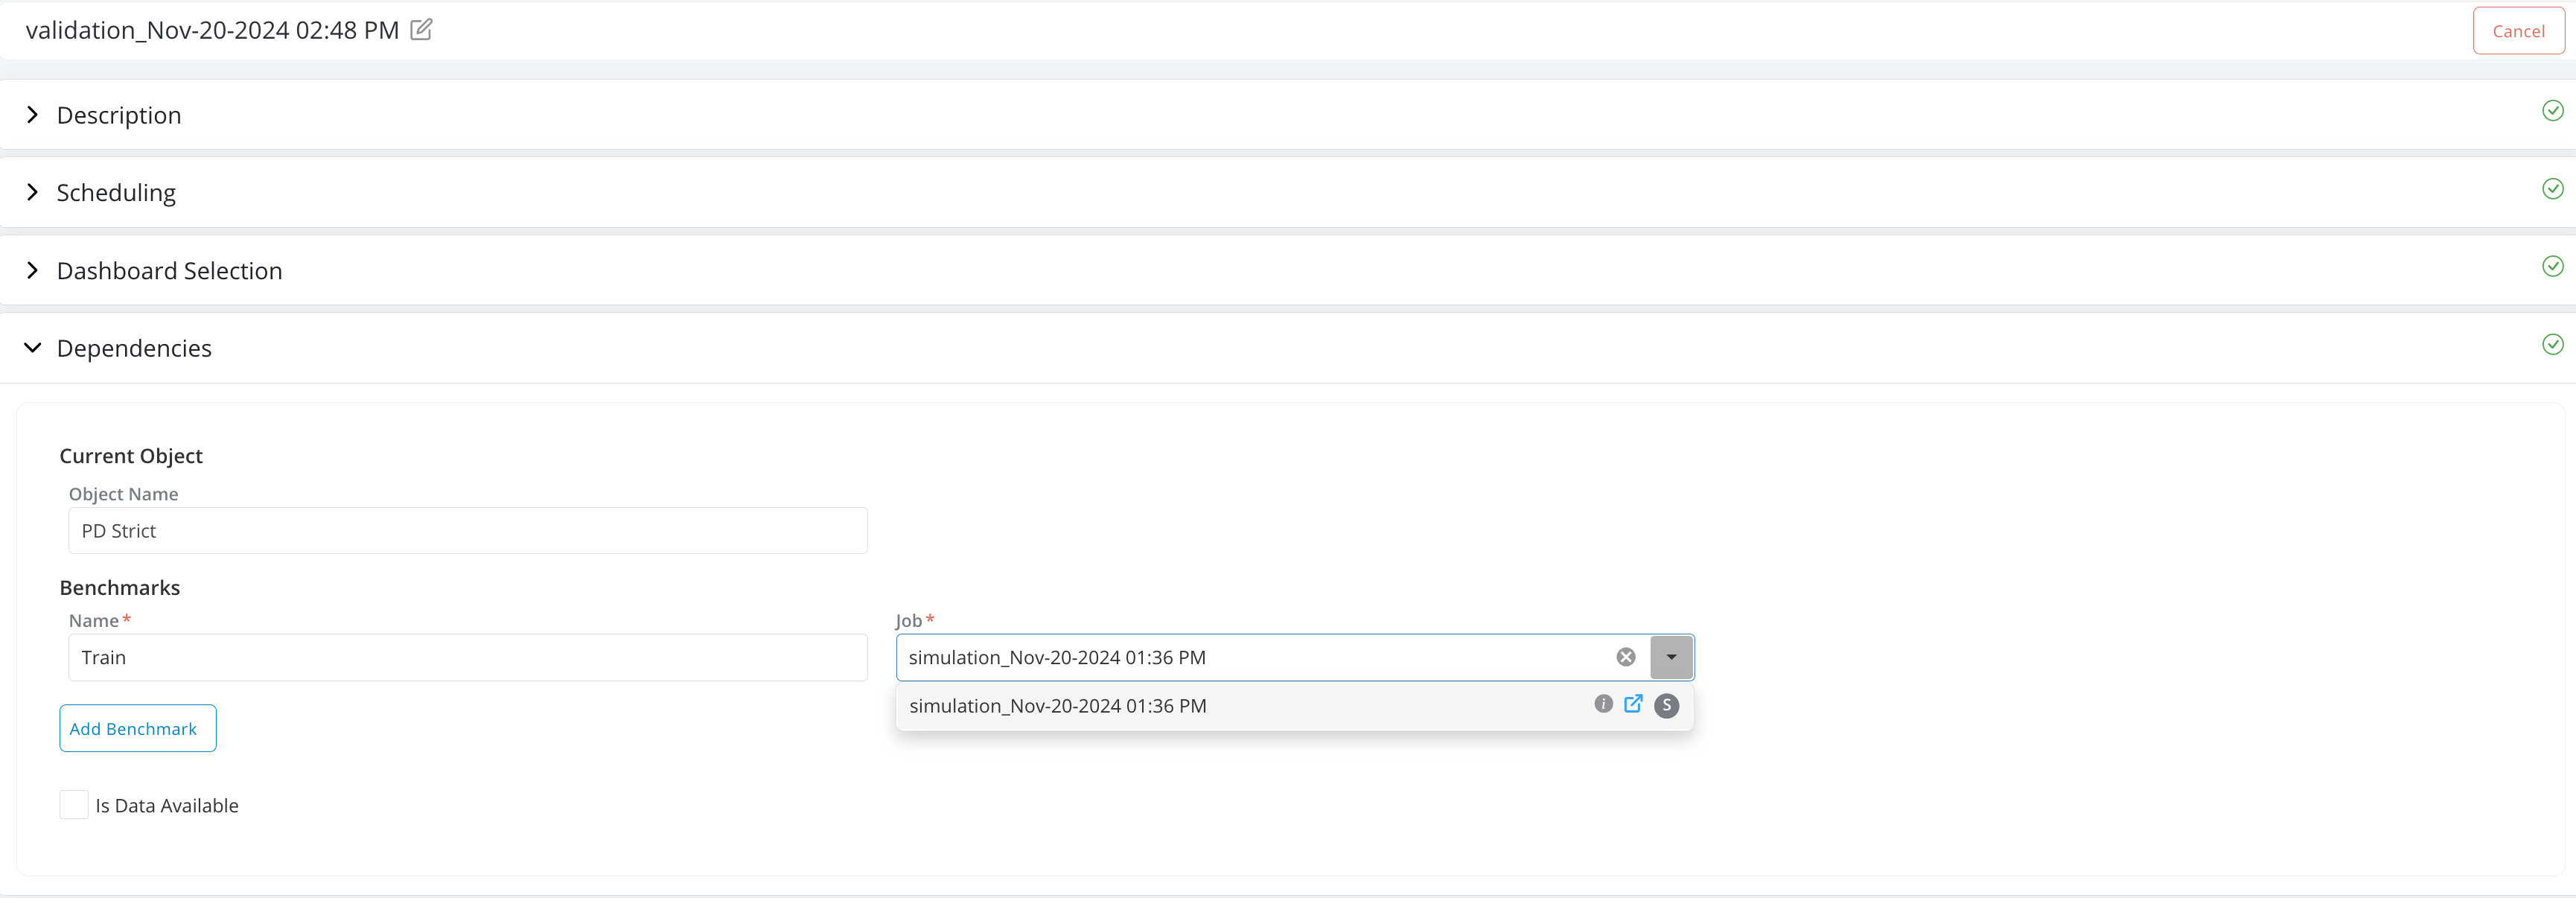 validation_Nov-20-2024 02:48 PM
Cancel
Description
Scheduling
Dashboard Selection
Dependencies
Current Object
Object Name
PD Strict
Benchmarks
Name*
Job*
Train
simulation_Nov-20-2024 01:36 PM
simulation_Nov-20-2024 01:36 PM
i
S
Add Benchmark
Is Data Available